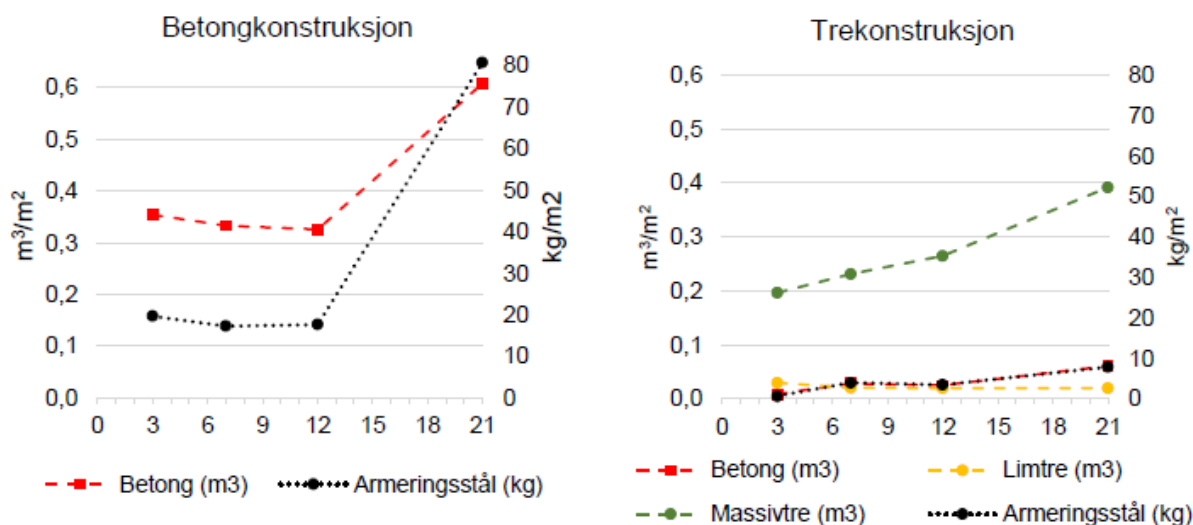 Betongkonstruksjon
m³/m²
0,6
0,5
0,4
0,3
0,2
0,1
0,0
80
70
60
50
40
30
20
10
0
kg/m2
0 3 6 9 12 15 18 21
Betong (m3) Armeringsstål (kg)
Trekonstruksjon
m³/m²
0,6
0,5
0,4
0,3
0,2
0,1
0,0
80
70
60
50
40
30
20
10
0
kg/m²
0 3 6 9 12 15 18 21
Betong (m3) Limtre (m3)
Massivtre (m3) Armeringsstål (kg)